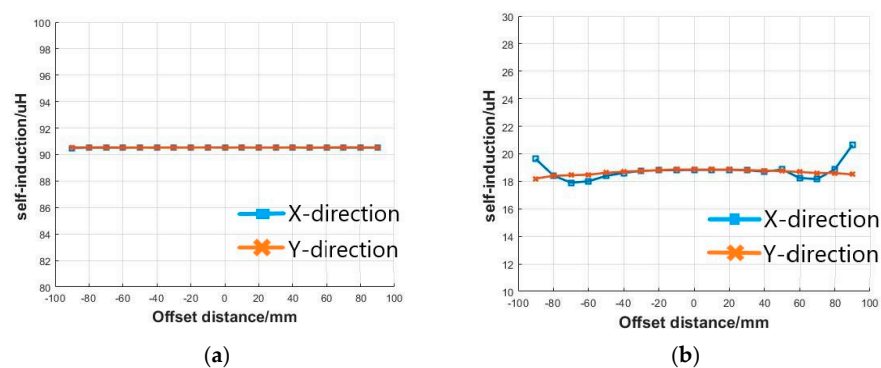 100
98
96
94
92
90
88
86
84
82
80
self-induction/uH
-100 -80 -60 -40 -20 0 20 40 60 80 100
Offset distance/mm
X-direction
Y-direction
(a)
30
28
26
24
22
20
18
16
14
12
10
self-induction/uH
-100 -80 -60 -40 -20 0 20 40 60 80 100
Offset distance/mm
X-direction
Y-direction
(b)